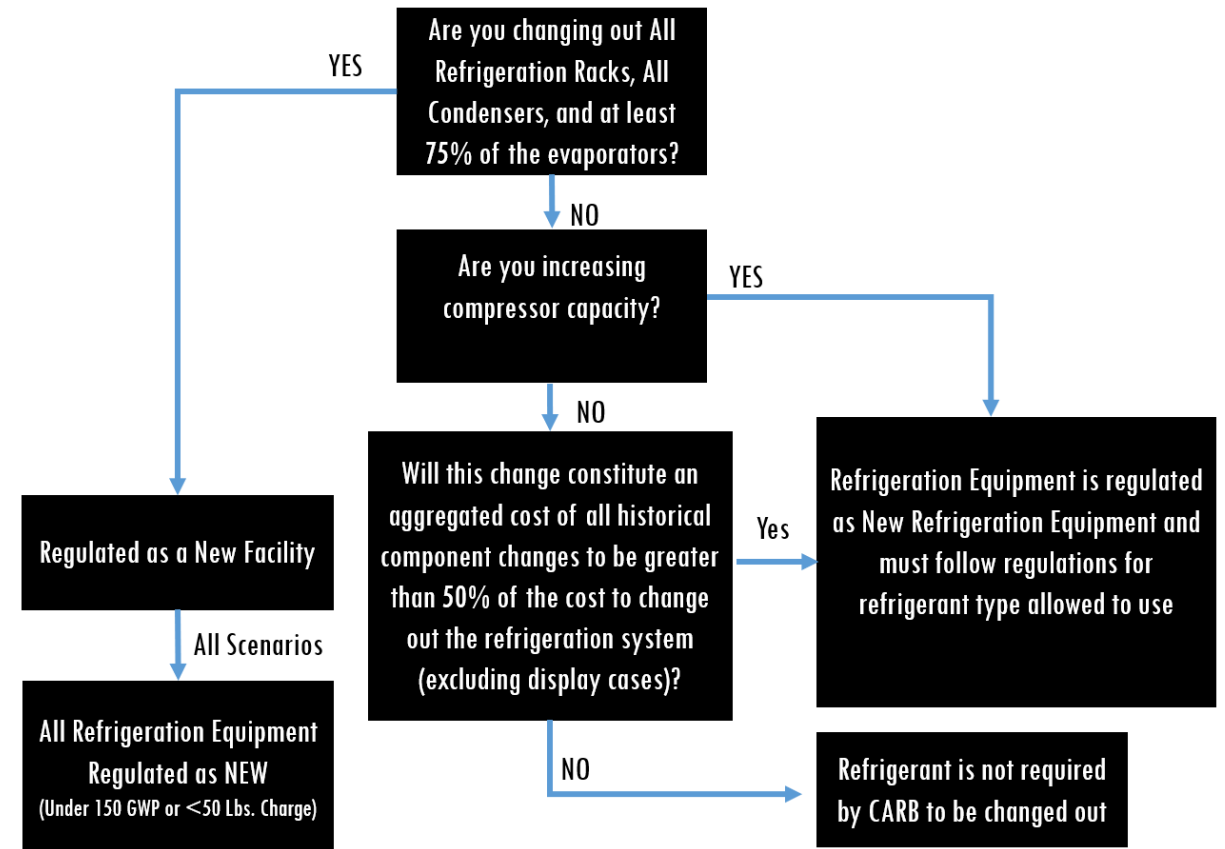 Are you changing out All
Refrigeration Racks, All
Condensers, and at least
75% of the evaporators?
YES
NO
Are you increasing
compressor capacity?
YES
NO
Will this change constitute an
aggregated cost of all historical
component changes to be greater
than 50% of the cost to change
out the refrigeration system
(excluding display cases)?
Yes
Refrigeration Equipment is regulated
as New Refrigeration Equipment and
must follow regulations for
refrigerant type allowed to use
Regulated as a New Facility
All Scenarios
All Refrigeration Equipment
Regulated as NEW
(Under 150 GWP or <50 Lbs. Charge)
NO
Refrigerant is not required
by CARB to be changed out